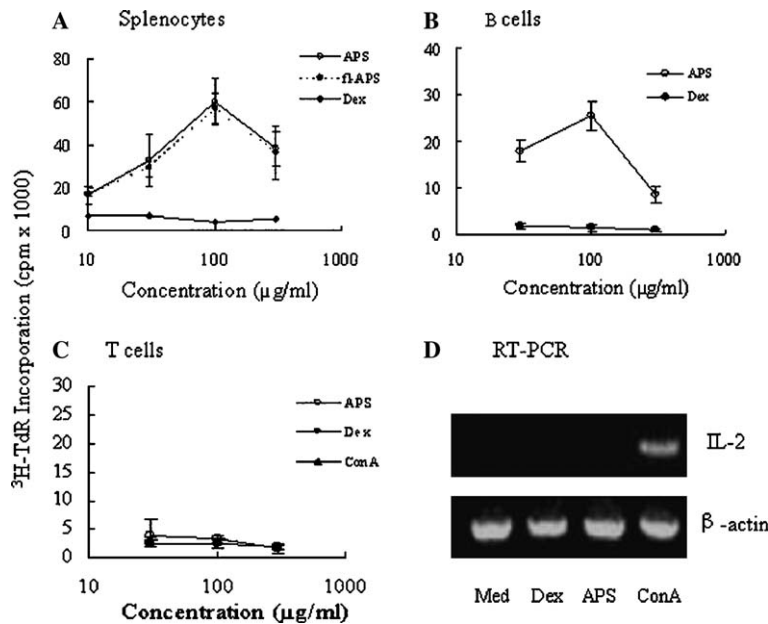 A Splenocytes
APS
fl-APS
Dex
80
60
40
20
0
10 100 1000
Concentration (μg/ml)
B B cells
APS
Dex
40
30
20
10
0
10 100 1000
Concentration (μg/ml)
³H-TdR Incorporation (cpm x 1000)
C T cells
APS
Dex
ConA
30
25
20
15
10
5
0
10 100 1000
Concentration (μg/ml)
D RT-PCR
IL-2
β-actin
Med Dex APS ConA